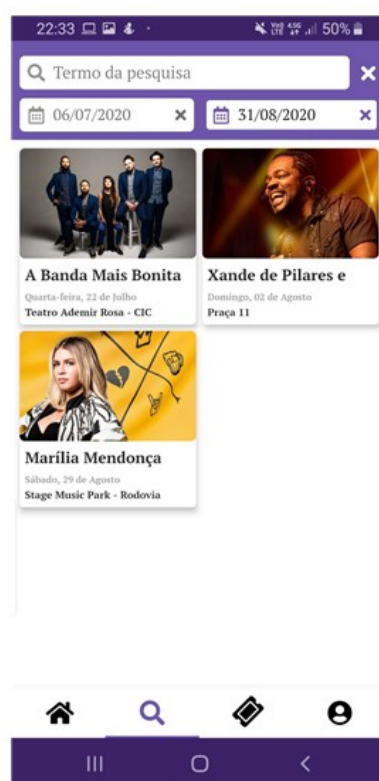 22:33 50%
Termo da pesquisa
06/07/2020 31/08/2020
A Banda Mais Bonita
Quarta-feira, 22 de Julho
Teatro Ademir Rosa - CIC
Xande de Pilares e
Domingo, 02 de Agosto
Praça 11
Marília Mendonça
Sábado, 29 de Agosto
Stage Music Park - Rodovia